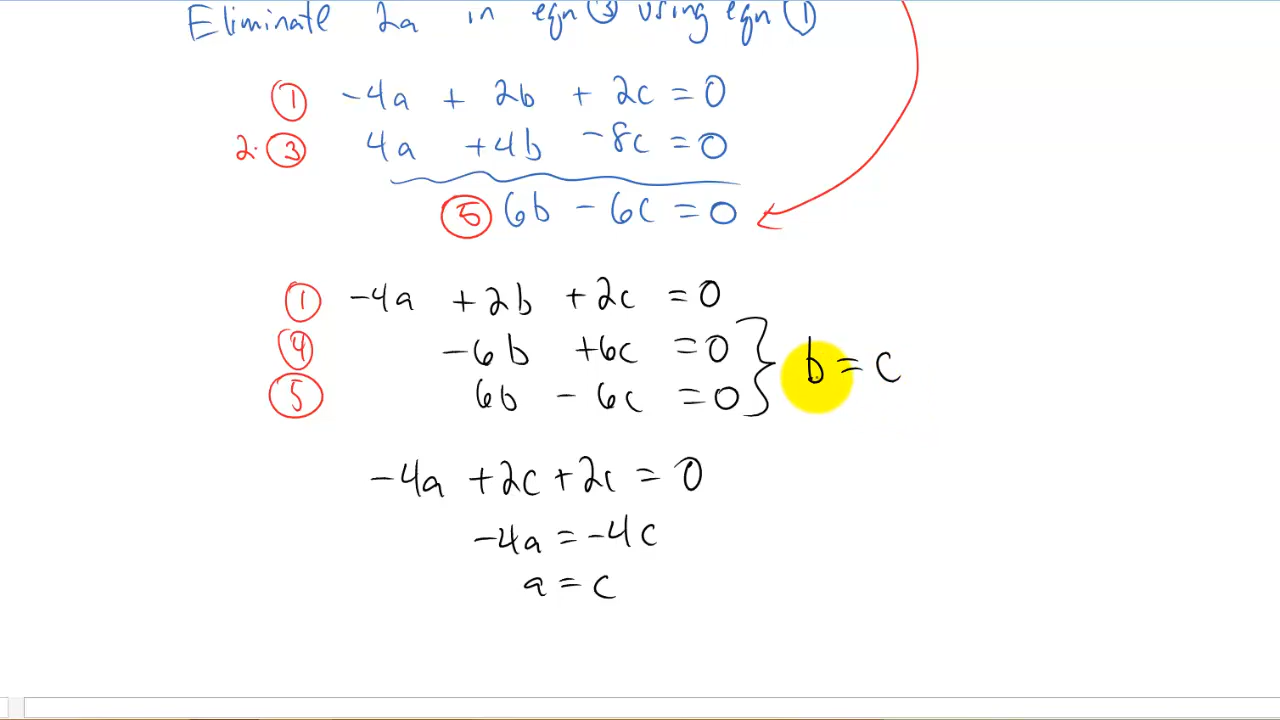 Eliminate 2a in eqn ③ using eqn ①
① -4a + 2b + 2c = 0
2·③ 4a +4b -8c = 0
⑤ 6b - 6c = 0
① -4a +2b +2c = 0
④ -6b +6c = 0
⑤ 6b - 6c = 0
b = c
-4a +2c +2c = 0
-4a = -4c
a = c